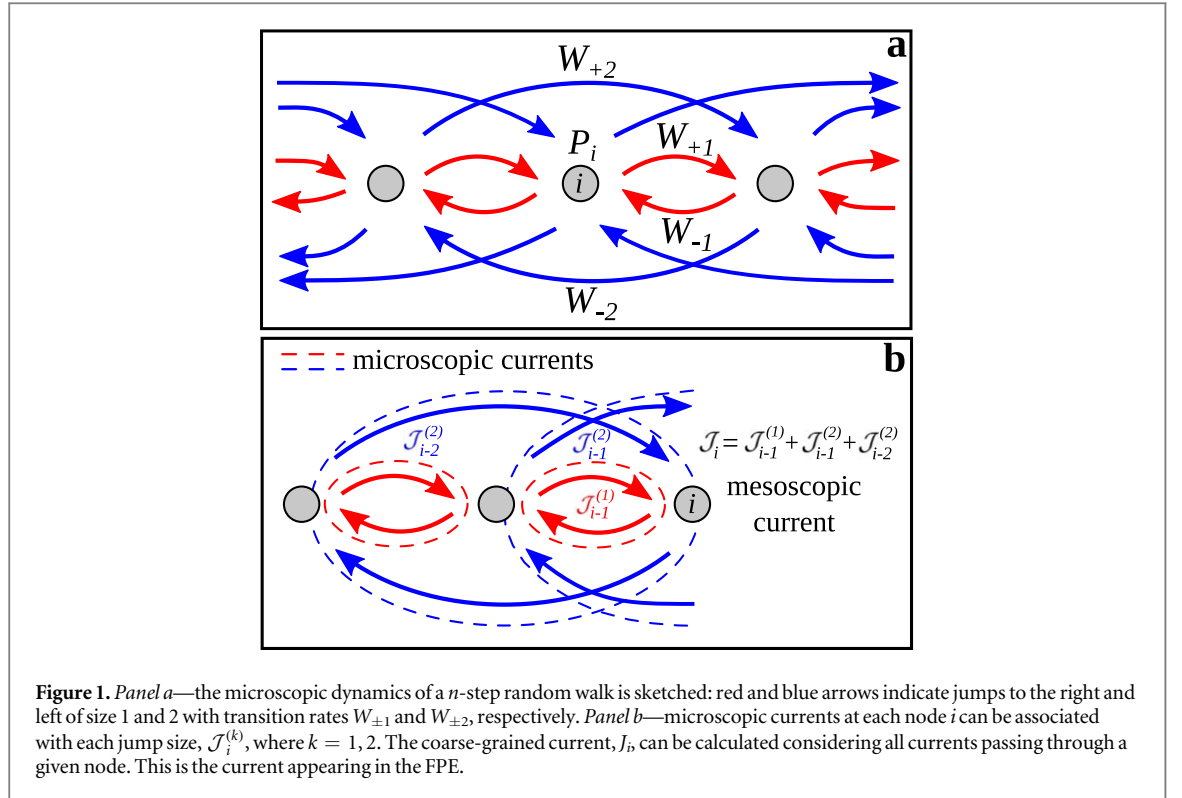 a
W+2
Pi
W+1
i
W-1
W-2
b
microscopic currents
𝒥i-2(2)
𝒥i-1(2)
𝒥i = 𝒥i-1(1) + 𝒥i-1(2) + 𝒥i-2(2)
𝒥i-1(1)
i
mesoscopic
current
Figure 1. Panel a—the microscopic dynamics of a n-step random walk is sketched: red and blue arrows indicate jumps to the right and
left of size 1 and 2 with transition rates W±1 and W±2, respectively. Panel b—microscopic currents at each node i can be associated
with each jump size, 𝒥i(k), where k = 1, 2. The coarse-grained current, Ji, can be calculated considering all currents passing through a
given node. This is the current appearing in the FPE.